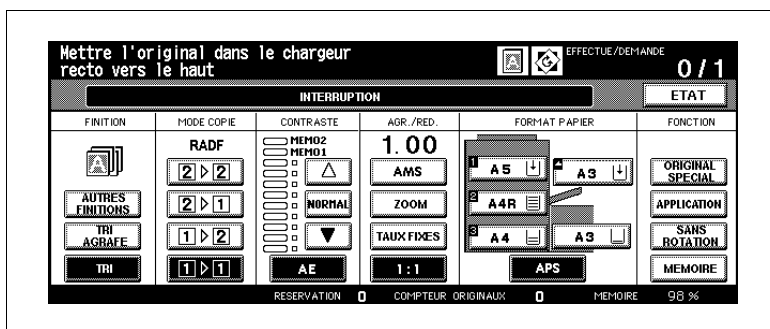 Mettre l'original dans le chargeur
recto vers le haut
EFFECTUE/DEMANDE
0/1
INTERRUPTION
ETAT
FINITION
MODE COPIE
CONTRASTE
AGR./RED.
FORMAT PAPIER
FONCTION
AUTRES
FINITIONS
TRI
AGRAFE
TRI
RADF
2 ▷ 2
2 ▷ 1
1 ▷ 2
1 ▷ 1
MEMO2
MEMO1
NORMAL
AE
1.00
AMS
ZOOM
TAUX FIXES
1:1
1 A5
A3
2 A4R
3 A4
A3
APS
ORIGINAL
SPECIAL
APPLICATION
SANS
ROTATION
MEMOIRE
RESERVATION 0 COMPTEUR ORIGINAUX 0 MEMOIRE 98 %